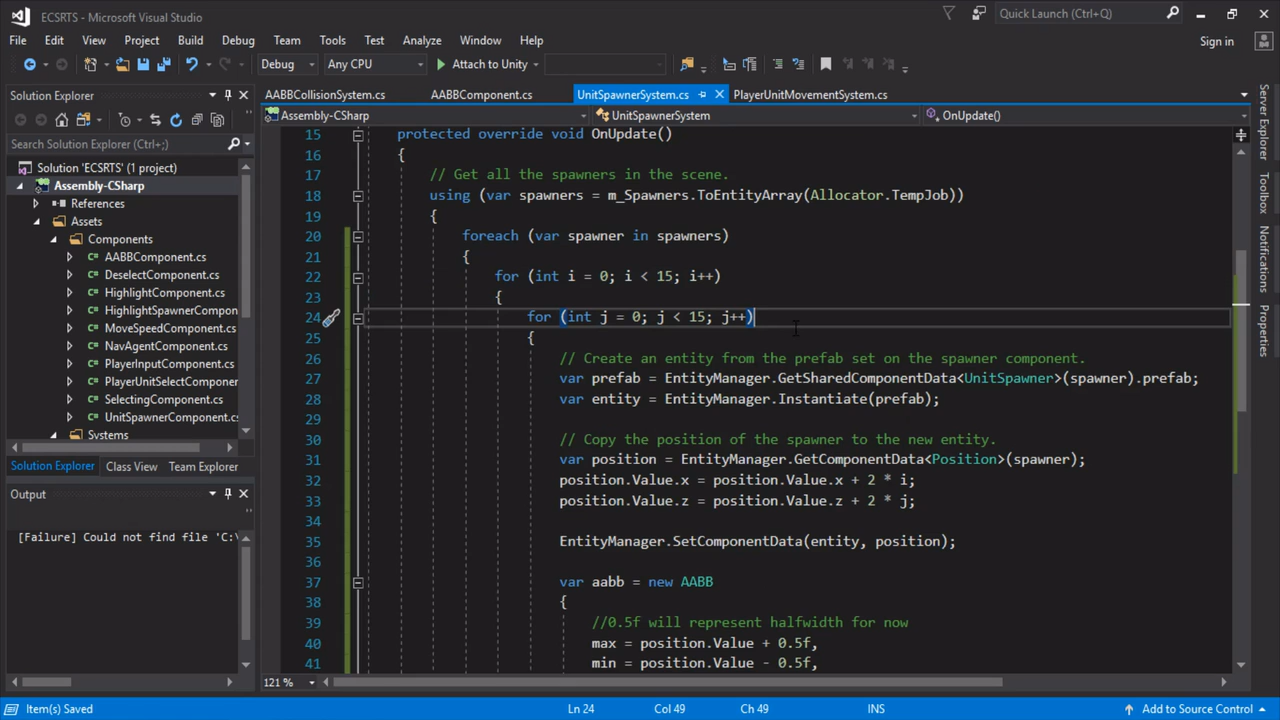 ECSRTS - Microsoft Visual Studio
Quick Launch (Ctrl+Q)
File Edit View Project Build Debug Team Tools Test Analyze Window Help
Sign in
Debug Any CPU Attach to Unity
Solution Explorer
Search Solution Explorer (Ctrl+;)
Solution 'ECSRTS' (1 project)
Assembly-CSharp
References
Assets
Components
AABBComponent.cs
DeselectComponent.cs
HighlightComponent.cs
HighlightSpawnerCompon
MoveSpeedComponent.cs
NavAgentComponent.cs
PlayerInputComponent.cs
PlayerUnitSelectComponent
SelectingComponent.cs
UnitSpawnerComponent.cs
Systems
Solution Explorer Class View Team Explorer
Output
[Failure] Could not find file 'C:\
AABBCollisionSystem.cs AABBComponent.cs UnitSpawnerSystem.cs PlayerUnitMovementSystem.cs
Assembly-CSharp UnitSpawnerSystem OnUpdate()
15 protected override void OnUpdate()
16 {
17 // Get all the spawners in the scene.
18 using (var spawners = m_Spawners.ToEntityArray(Allocator.TempJob))
19 {
20 foreach (var spawner in spawners)
21 {
22 for (int i = 0; i < 15; i++)
23 {
24 for (int j = 0; j < 15; j++)
25 {
26 // Create an entity from the prefab set on the spawner component.
27 var prefab = EntityManager.GetSharedComponentData<UnitSpawner>(spawner).prefab;
28 var entity = EntityManager.Instantiate(prefab);
29
30 // Copy the position of the spawner to the new entity.
31 var position = EntityManager.GetComponentData<Position>(spawner);
32 position.Value.x = position.Value.x + 2 * i;
33 position.Value.z = position.Value.z + 2 * j;
34
35 EntityManager.SetComponentData(entity, position);
36
37 var aabb = new AABB
38 {
39 //0.5f will represent halfwidth for now
40 max = position.Value + 0.5f,
41 min = position.Value - 0.5f,
121 %
Server Explorer
Toolbox
Notifications
Properties
Item(s) Saved Ln 24 Col 49 Ch 49 INS Add to Source Control